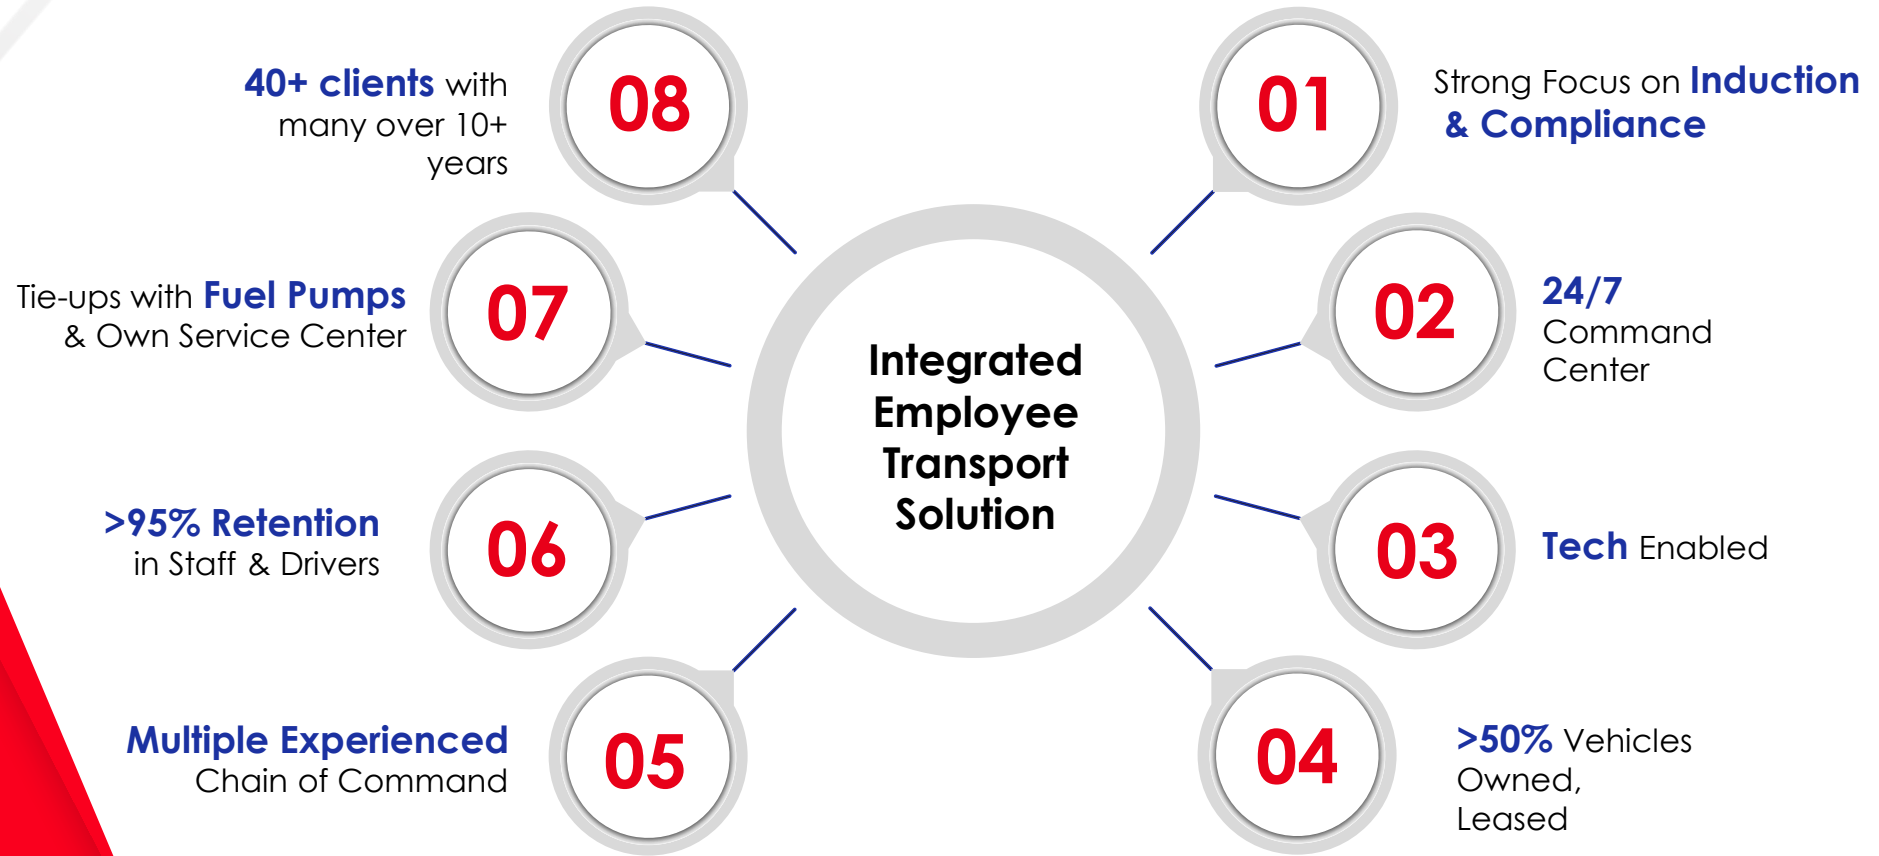 01
Strong Focus on Induction
& Compliance
02
24/7
Command
Center
03
Tech Enabled
04
>50% Vehicles
Owned,
Leased
05
Multiple Experienced
Chain of Command
06
>95% Retention
in Staff & Drivers
07
Tie-ups with Fuel Pumps
& Own Service Center
08
40+ clients with
many over 10+
years
Integrated
Employee
Transport
Solution